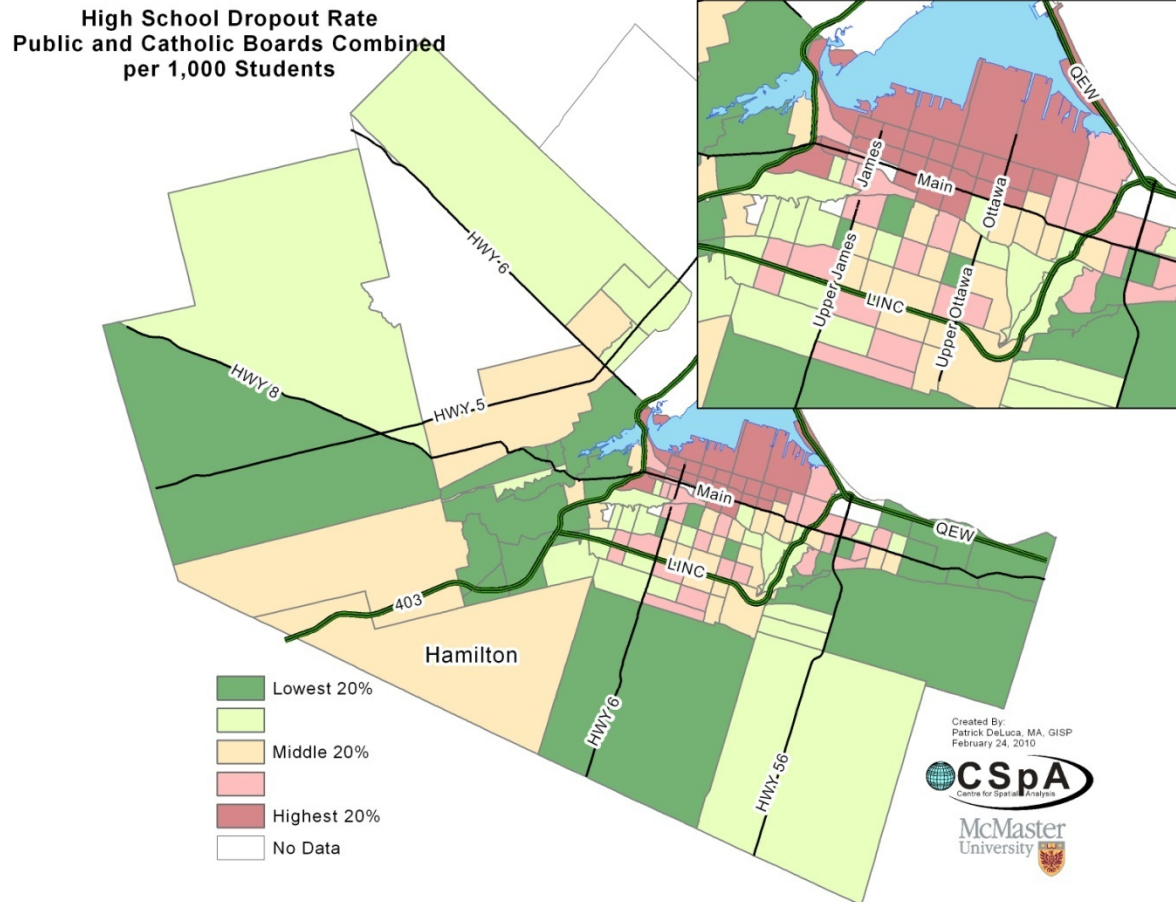 High School Dropout Rate
Public and Catholic Boards Combined
per 1,000 Students
QEW
James
Main
Ottawa
Upper James
LINC
Upper Ottawa
HWY 6
HWY 8
HWY 5
Main
QEW
LINC
403
Hamilton
HWY 6
HWY 56
Lowest 20%
Middle 20%
Highest 20%
No Data
Created By:
Patrick DeLuca, MA, GISP
February 24, 2010
CSpA
Centre for Spatial Analysis
McMaster
University